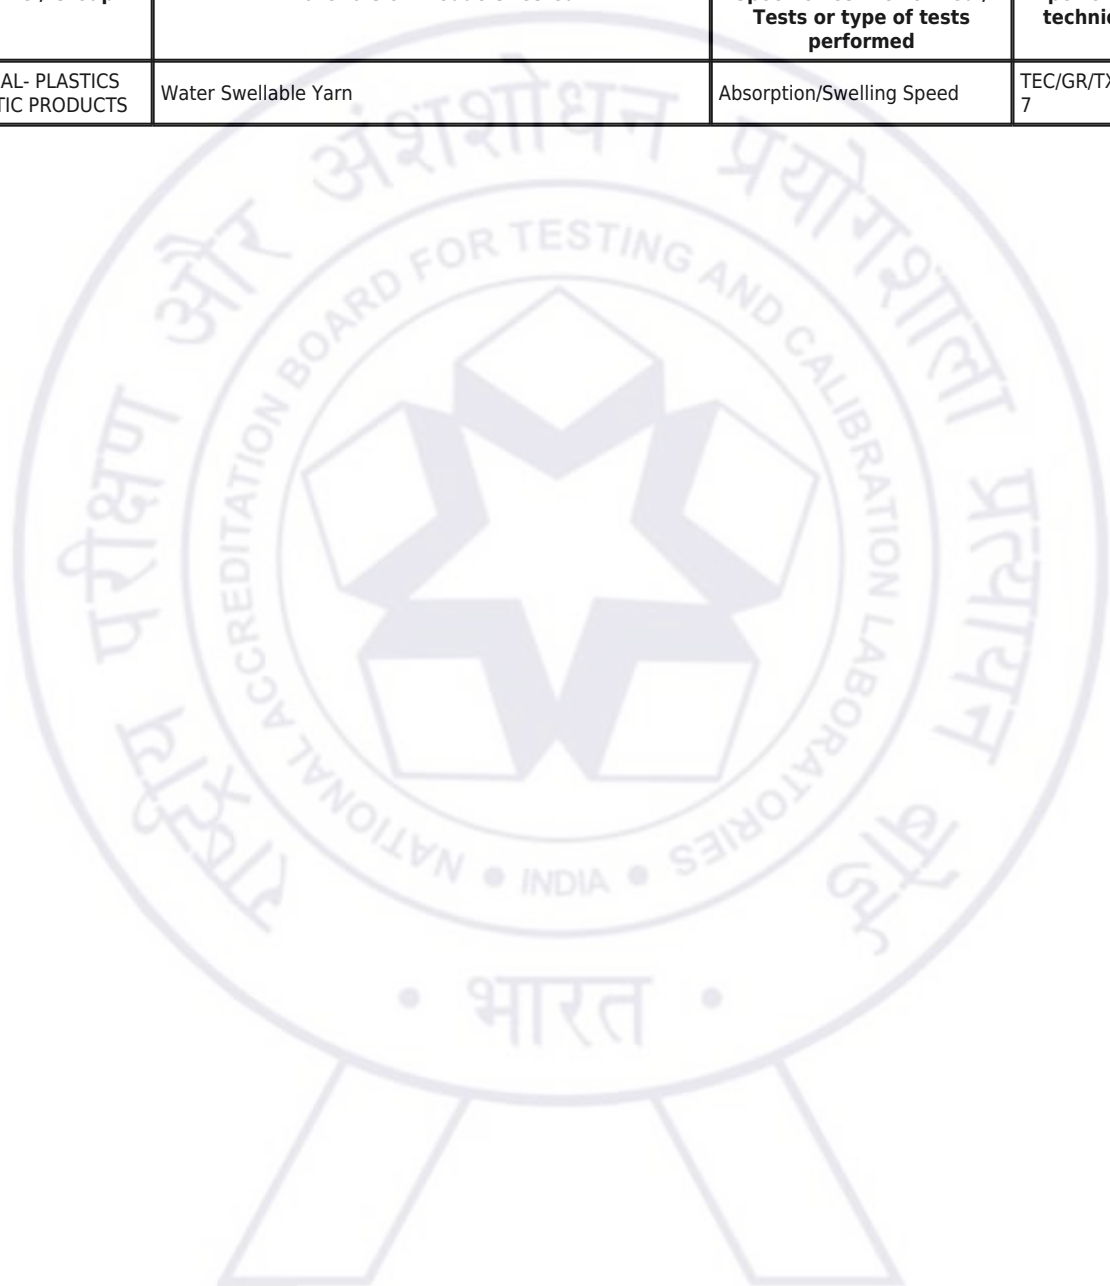 Tests or type of tests
performed
AL- PLASTICS
TIC PRODUCTS
Water Swellable Yarn
Absorption/Swelling Speed
TEC/GR/TX
7
राष्ट्रीय परीक्षण और अंशशोधन प्रयोगशाला प्रत्यायन बोर्ड
NATIONAL ACCREDITATION BOARD FOR TESTING AND CALIBRATION LABORATORIES
INDIA
भारत